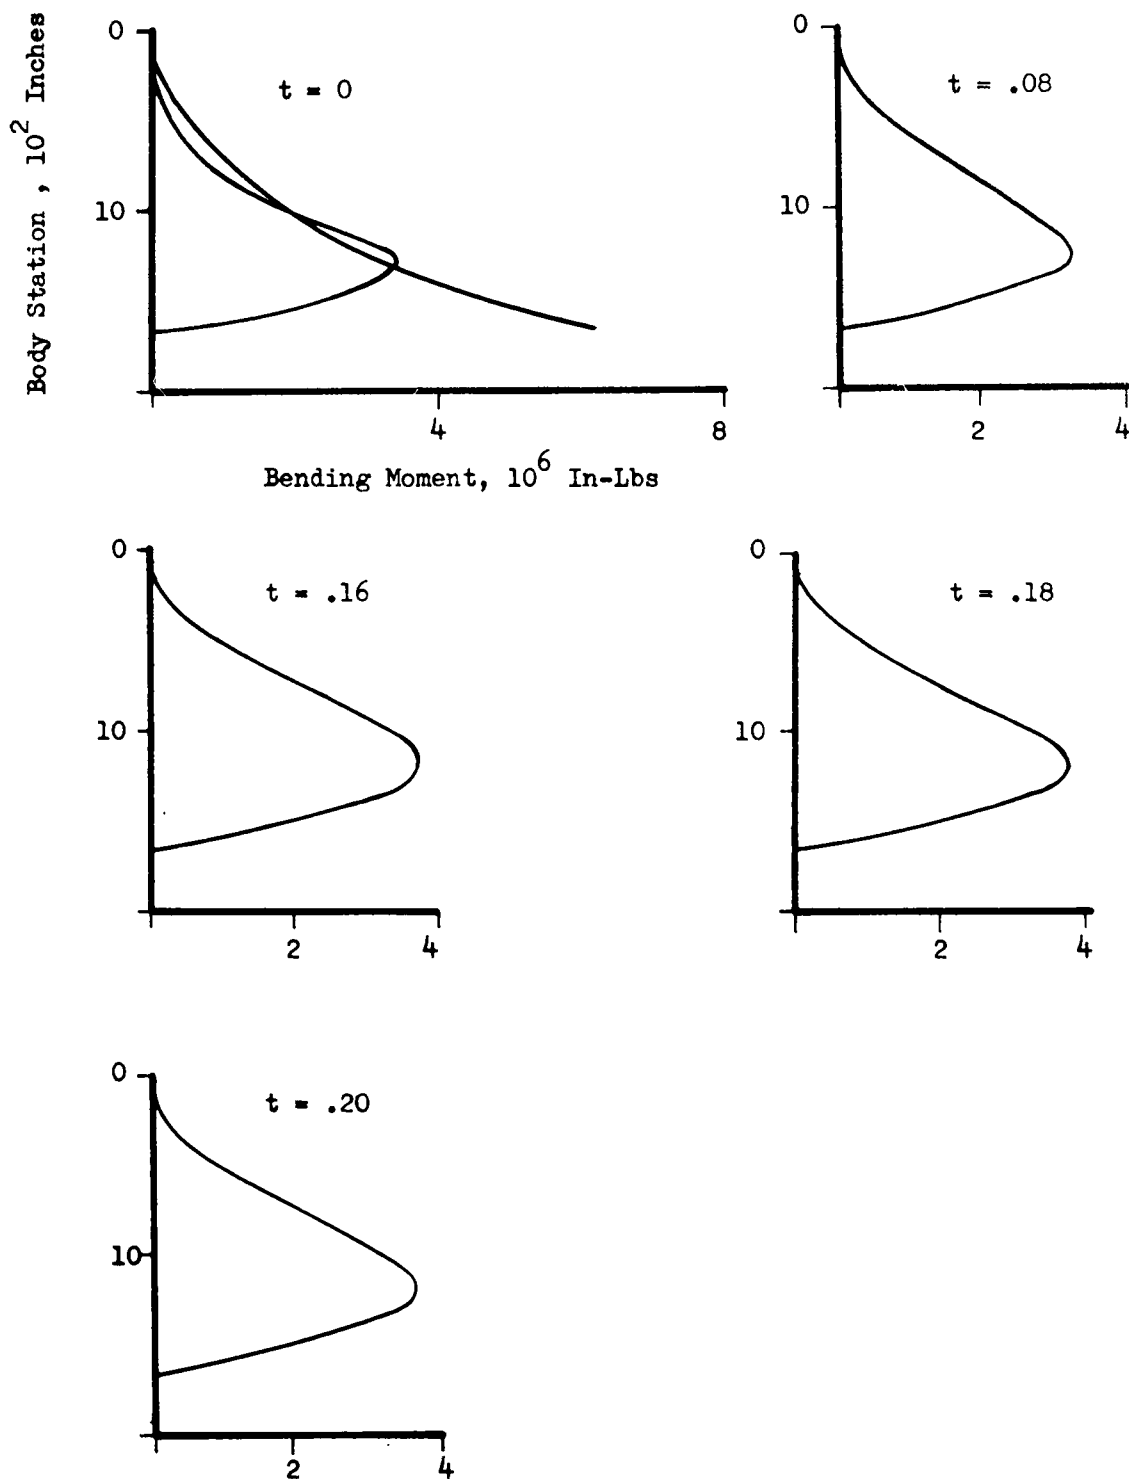 Body Station , 10² Inches
0
t = 0
10
4
8
Bending Moment, 10⁶ In-Lbs
0
t = .08
10
2
4
0
t = .16
10
2
4
0
t = .18
10
2
4
0
t = .20
10
2
4